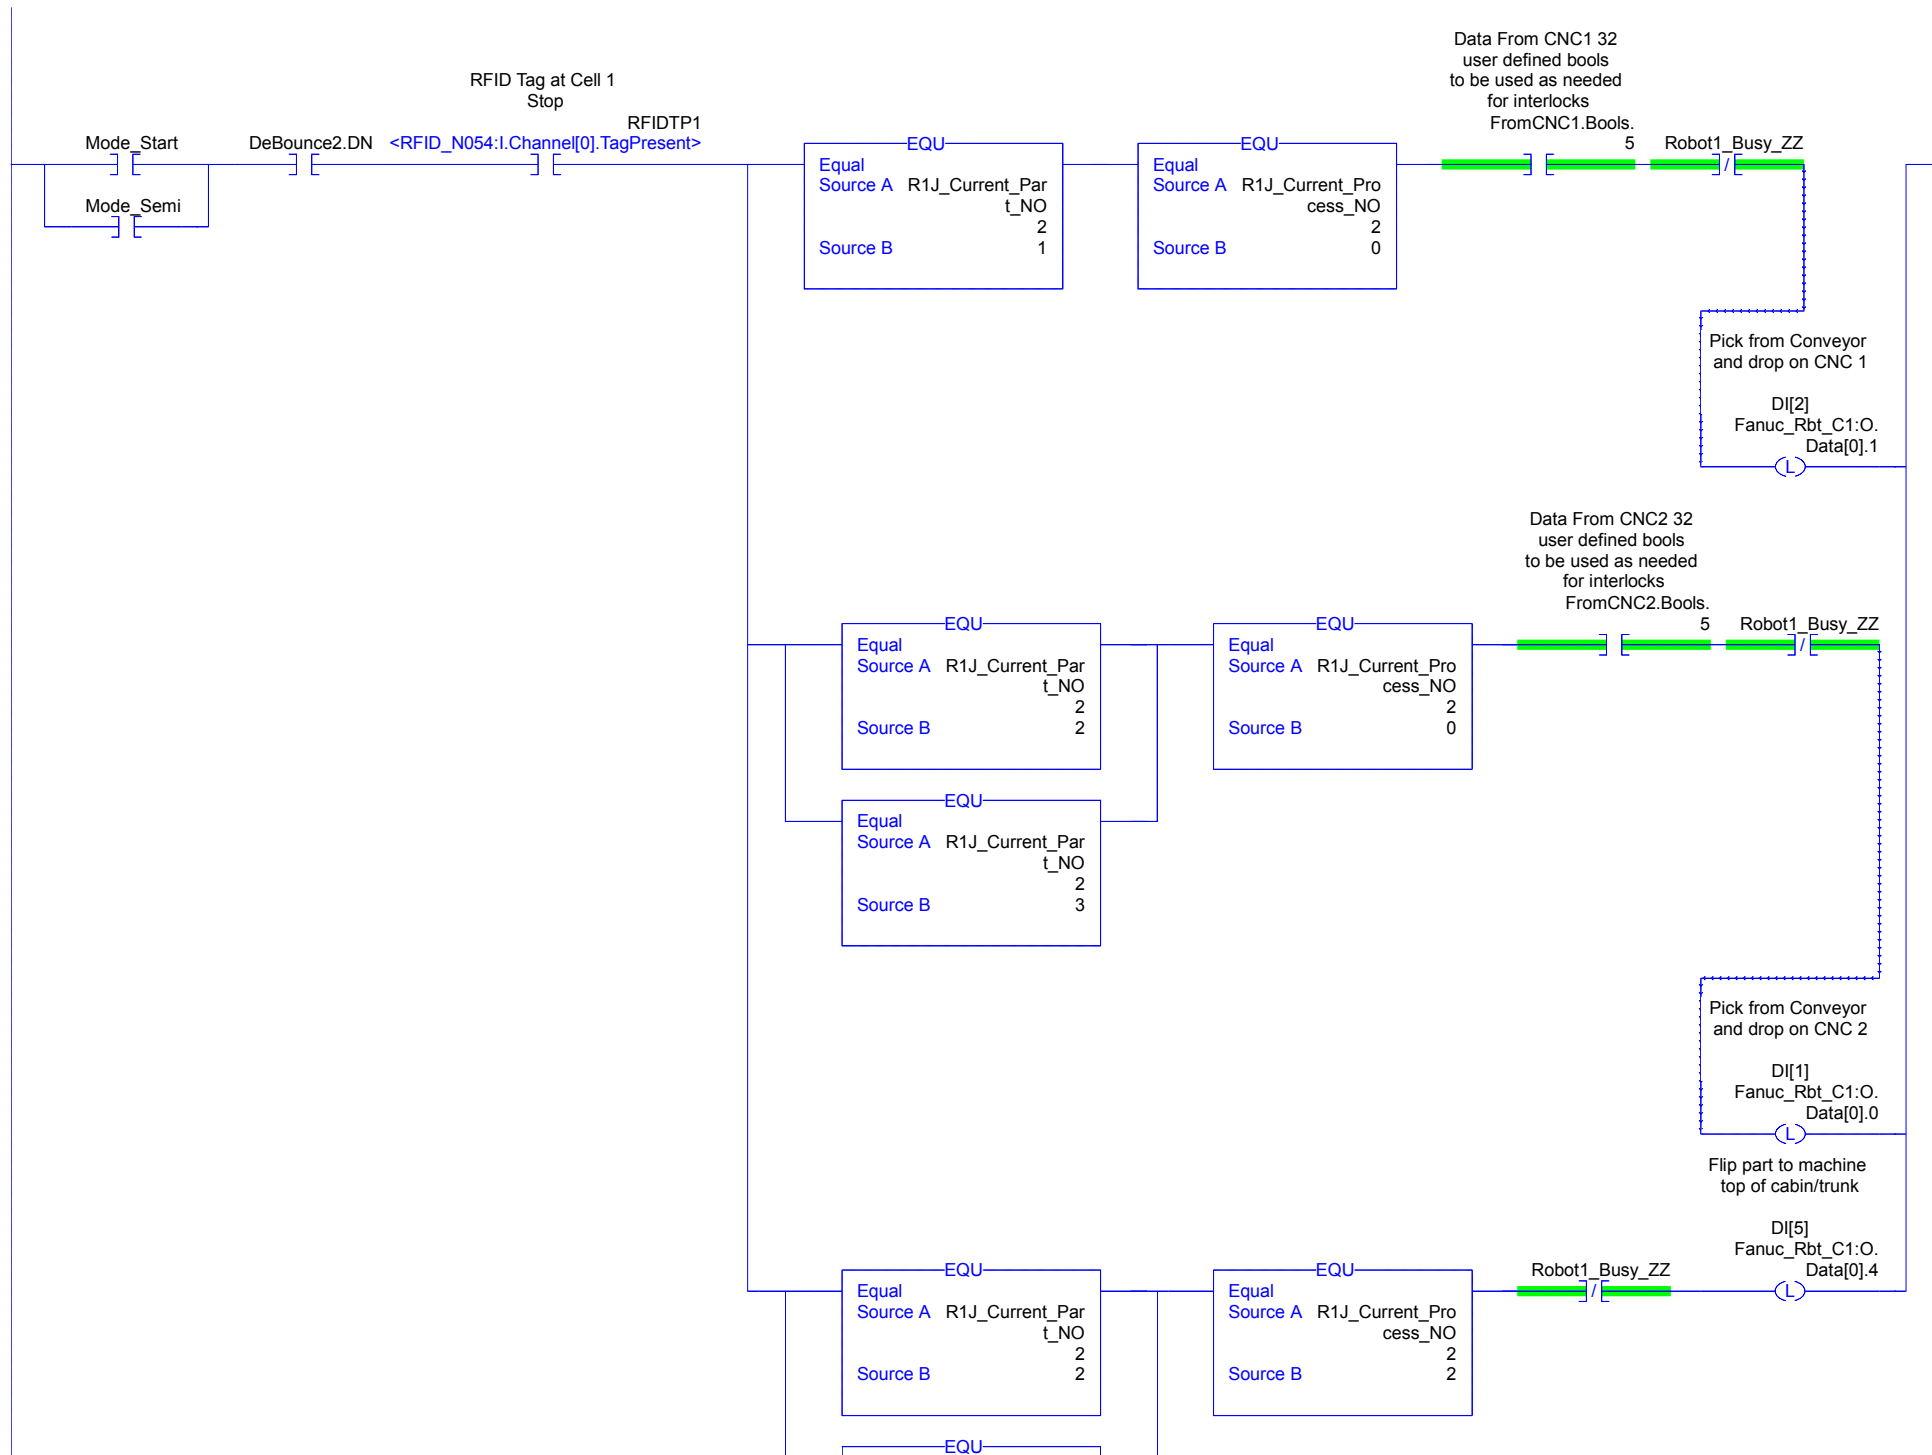 Data From CNC1 32
user defined bools
to be used as needed
for interlocks
FromCNC1.Bools.
5
Robot1_Busy_ZZ
RFID Tag at Cell 1
Stop
RFIDTP1
Mode_Start
DeBounce2.DN
<RFID_N054:I.Channel[0].TagPresent>
Mode_Semi
EQU
Equal
Source A R1J_Current_Par
t_NO
2
Source B 1
EQU
Equal
Source A R1J_Current_Pro
cess_NO
2
Source B 0
Pick from Conveyor
and drop on CNC 1
DI[2]
Fanuc_Rbt_C1:O.
Data[0].1
L
Data From CNC2 32
user defined bools
to be used as needed
for interlocks
FromCNC2.Bools.
5
Robot1_Busy_ZZ
EQU
Equal
Source A R1J_Current_Par
t_NO
2
Source B 2
EQU
Equal
Source A R1J_Current_Pro
cess_NO
2
Source B 0
EQU
Equal
Source A R1J_Current_Par
t_NO
2
Source B 3
Pick from Conveyor
and drop on CNC 2
DI[1]
Fanuc_Rbt_C1:O.
Data[0].0
L
Flip part to machine
top of cabin/trunk
DI[5]
Fanuc_Rbt_C1:O.
Data[0].4
L
EQU
Equal
Source A R1J_Current_Par
t_NO
2
Source B 2
EQU
Equal
Source A R1J_Current_Pro
cess_NO
2
Source B 2
Robot1_Busy_ZZ
EQU